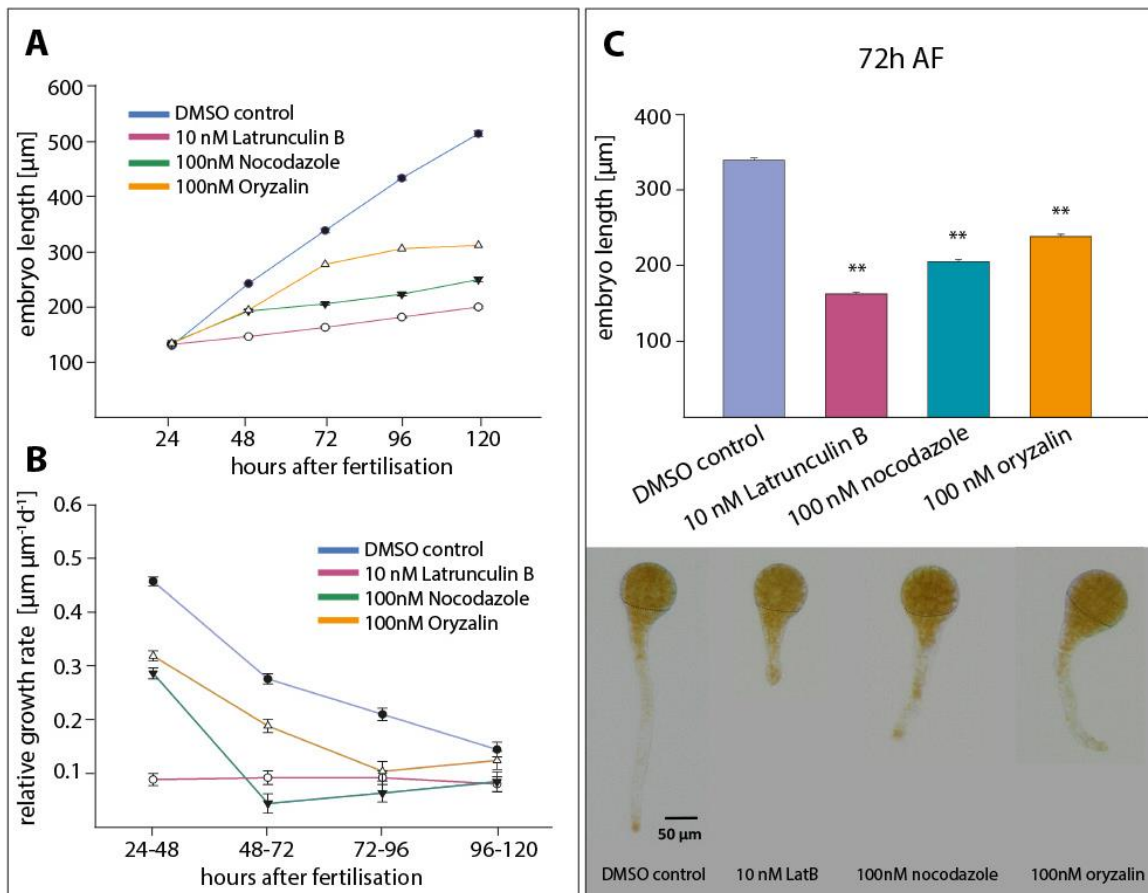 A
600
500
400
300
200
100
embryo length [µm]
DMSO control
10 nM Latrunculin B
100nM Nocodazole
100nM Oryzalin
24 48 72 96 120
hours after fertilisation
B
0.6
0.5
0.4
0.3
0.2
0.1
relative growth rate [µm µm⁻¹d⁻¹]
DMSO control
10 nM Latrunculin B
100nM Nocodazole
100nM Oryzalin
24-48 48-72 72-96 96-120
hours after fertilisation
C
72h AF
400
300
200
100
embryo length [µm]
**
**
**
DMSO control
10 nM Latrunculin B
100 nM nocodazole
100 nM oryzalin
50 µm
DMSO control 10 nM LatB 100nM nocodazole 100nM oryzalin